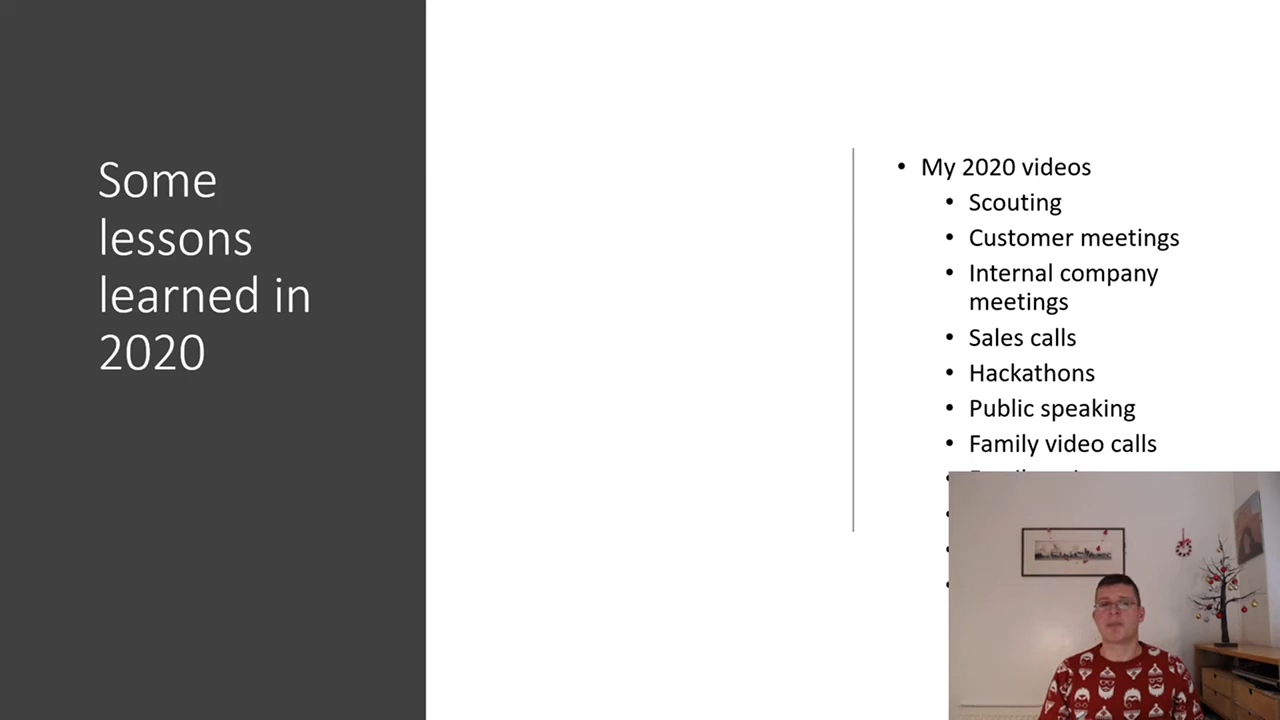 Some
lessons
learned in
2020
• My 2020 videos
• Scouting
• Customer meetings
• Internal company
meetings
• Sales calls
• Hackathons
• Public speaking
• Family video calls